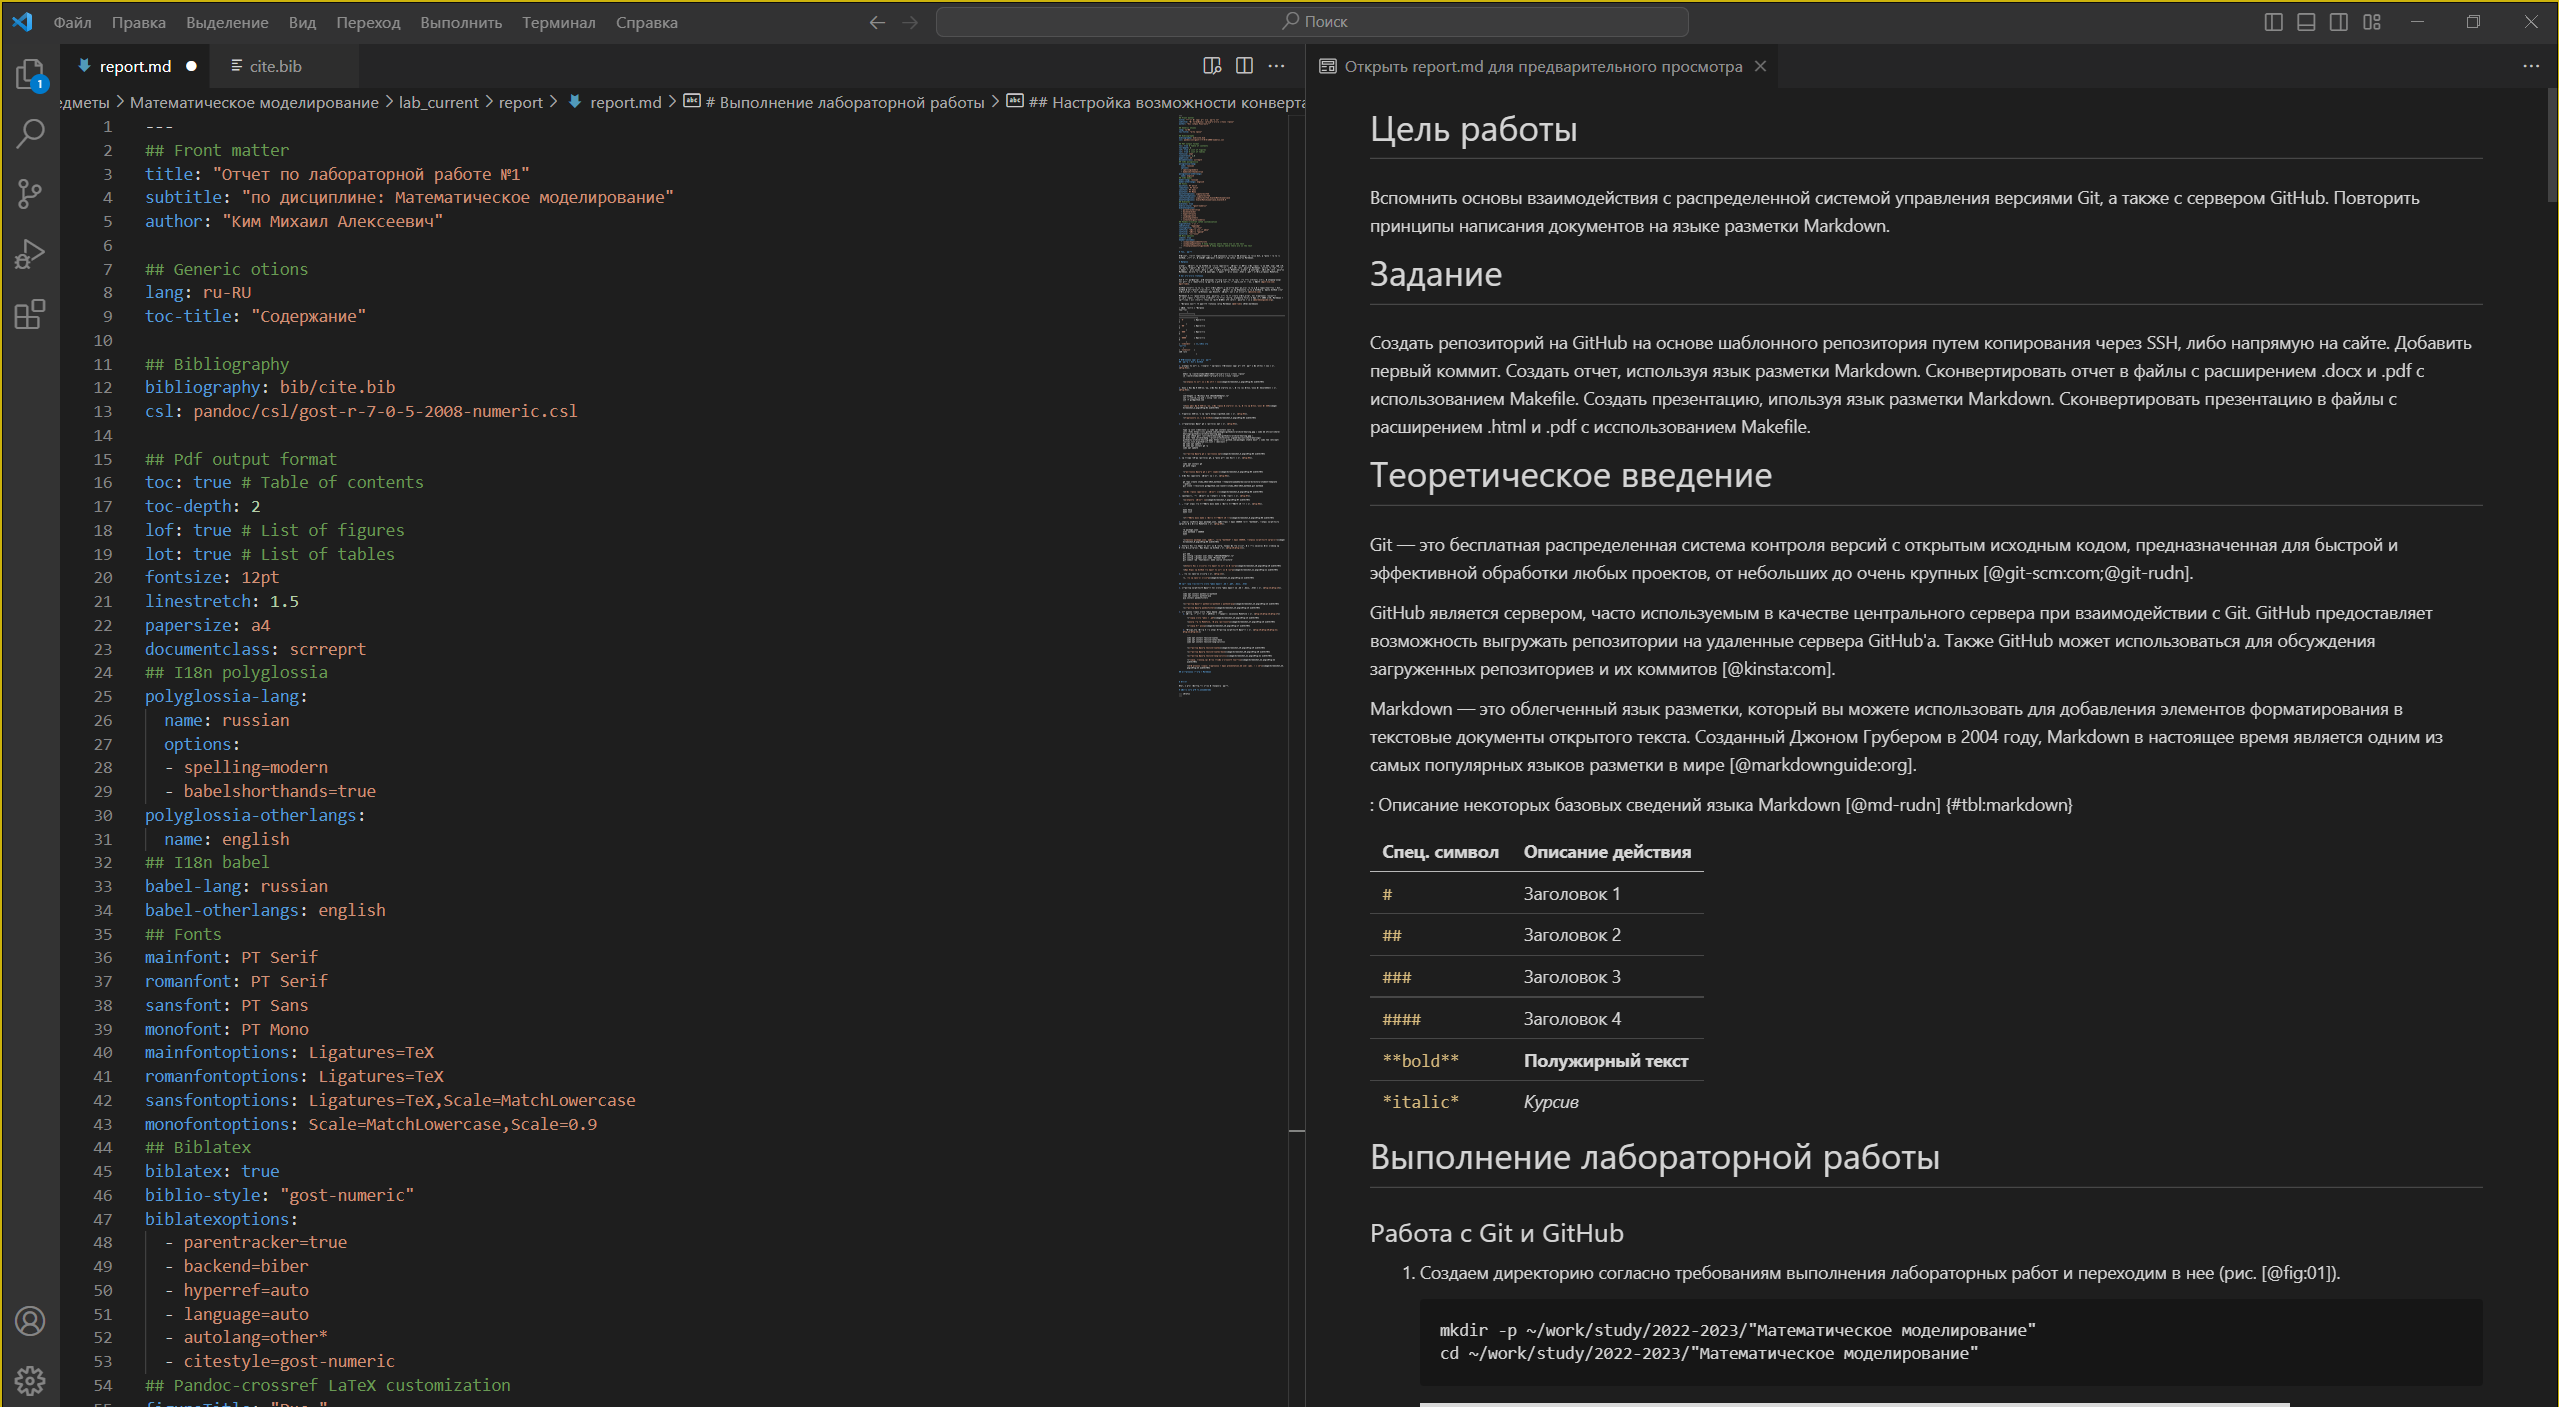 Файл Правка Выделение Вид Переход Выполнить Терминал Справка
Поиск
report.md
cite.bib
Открыть report.md для предварительного просмотра
1
едметы > Математическое моделирование > lab_current > report > report.md > # Выполнение лабораторной работы > ## Настройка возможности конверта
1 ---
2 ## Front matter
3 title: "Отчет по лабораторной работе №1"
4 subtitle: "по дисциплине: Математическое моделирование"
5 author: "Ким Михаил Алексеевич"
6
7 ## Generic otions
8 lang: ru-RU
9 toc-title: "Содержание"
10
11 ## Bibliography
12 bibliography: bib/cite.bib
13 csl: pandoc/csl/gost-r-7-0-5-2008-numeric.csl
14
15 ## Pdf output format
16 toc: true # Table of contents
17 toc-depth: 2
18 lof: true # List of figures
19 lot: true # List of tables
20 fontsize: 12pt
21 linestretch: 1.5
22 papersize: a4
23 documentclass: scrreprt
24 ## I18n polyglossia
25 polyglossia-lang:
26 name: russian
27 options:
28 - spelling=modern
29 - babelshorthands=true
30 polyglossia-otherlangs:
31 name: english
32 ## I18n babel
33 babel-lang: russian
34 babel-otherlangs: english
35 ## Fonts
36 mainfont: PT Serif
37 romanfont: PT Serif
38 sansfont: PT Sans
39 monofont: PT Mono
40 mainfontoptions: Ligatures=TeX
41 romanfontoptions: Ligatures=TeX
42 sansfontoptions: Ligatures=TeX,Scale=MatchLowercase
43 monofontoptions: Scale=MatchLowercase,Scale=0.9
44 ## Biblatex
45 biblatex: true
46 biblio-style: "gost-numeric"
47 biblatexoptions:
48 - parentracker=true
49 - backend=biber
50 - hyperref=auto
51 - language=auto
52 - autolang=other*
53 - citestyle=gost-numeric
54 ## Pandoc-crossref LaTeX customization
Цель работы
Вспомнить основы взаимодействия с распределенной системой управления версиями Git, а также с сервером GitHub. Повторить
принципы написания документов на языке разметки Markdown.
Задание
Создать репозиторий на GitHub на основе шаблонного репозитория путем копирования через SSH, либо напрямую на сайте. Добавить
первый коммит. Создать отчет, используя язык разметки Markdown. Сконвертировать отчет в файлы с расширением .docx и .pdf с
использованием Makefile. Создать презентацию, ипользуя язык разметки Markdown. Сконвертировать презентацию в файлы с
расширением .html и .pdf с исспользованием Makefile.
Теоретическое введение
Git — это бесплатная распределенная система контроля версий с открытым исходным кодом, предназначенная для быстрой и
эффективной обработки любых проектов, от небольших до очень крупных [@git-scm:com;@git-rudn].
GitHub является сервером, часто используемым в качестве центрального сервера при взаимодействии с Git. GitHub предоставляет
возможность выгружать репозитории на удаленные сервера GitHub'а. Также GitHub может использоваться для обсуждения
загруженных репозиториев и их коммитов [@kinsta:com].
Markdown — это облегченный язык разметки, который вы можете использовать для добавления элементов форматирования в
текстовые документы открытого текста. Созданный Джоном Грубером в 2004 году, Markdown в настоящее время является одним из
самых популярных языков разметки в мире [@markdownguide:org].
: Описание некоторых базовых сведений языка Markdown [@md-rudn] {#tbl:markdown}
Спец. символ Описание действия
# Заголовок 1
## Заголовок 2
### Заголовок 3
#### Заголовок 4
**bold** Полужирный текст
*italic* Курсив
Выполнение лабораторной работы
Работа с Git и GitHub
1. Создаем директорию согласно требованиям выполнения лабораторных работ и переходим в нее (рис. [@fig:01]).
mkdir -p ~/work/study/2022-2023/"Математическое моделирование"
cd ~/work/study/2022-2023/"Математическое моделирование"